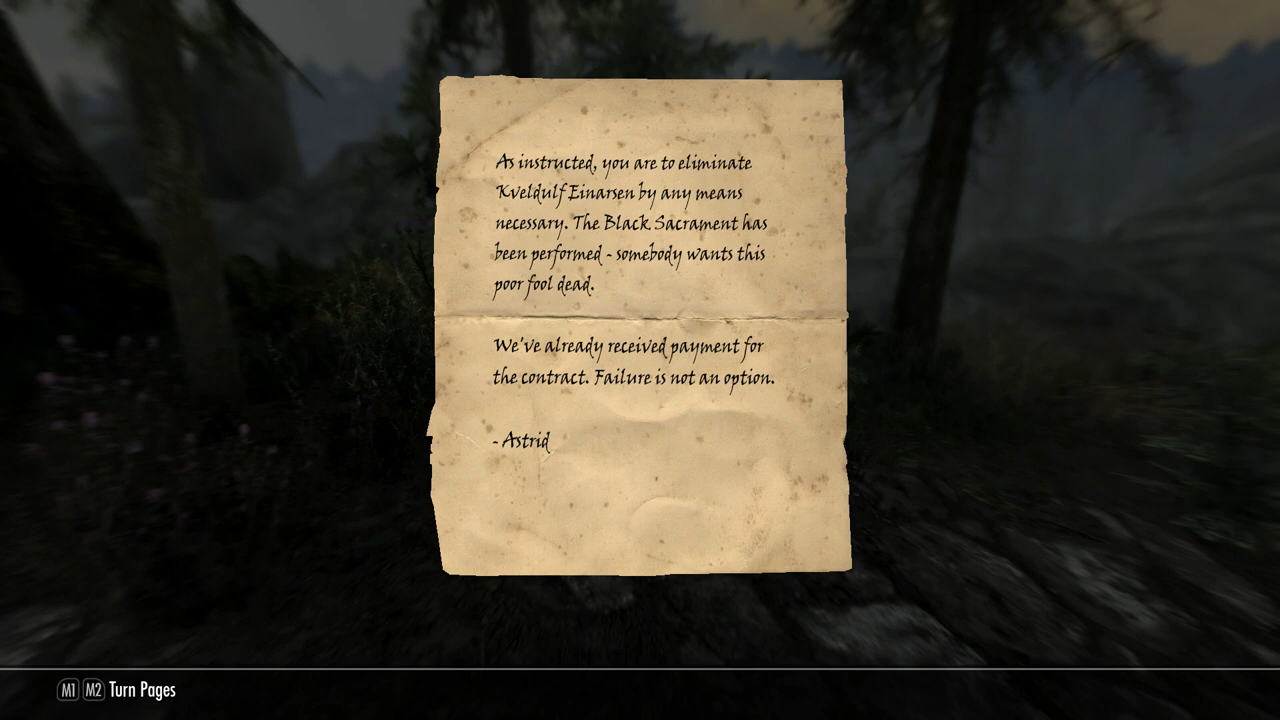 As instructed, you are to eliminate
Kveldulf Einarsen by any means
necessary. The Black Sacrament has
been performed - somebody wants this
poor fool dead.
We've already received payment for
the contract. Failure is not an option.
- Astrid
M1 M2 Turn Pages